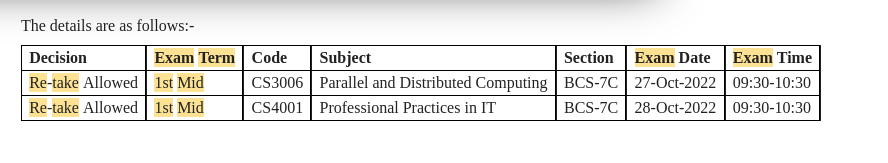 The details are as follows:-
Decision Exam Term Code Subject Section Exam Date Exam Time
Re-take Allowed 1st Mid CS3006 Parallel and Distributed Computing BCS-7C 27-Oct-2022 09:30-10:30
Re-take Allowed 1st Mid CS4001 Professional Practices in IT BCS-7C 28-Oct-2022 09:30-10:30